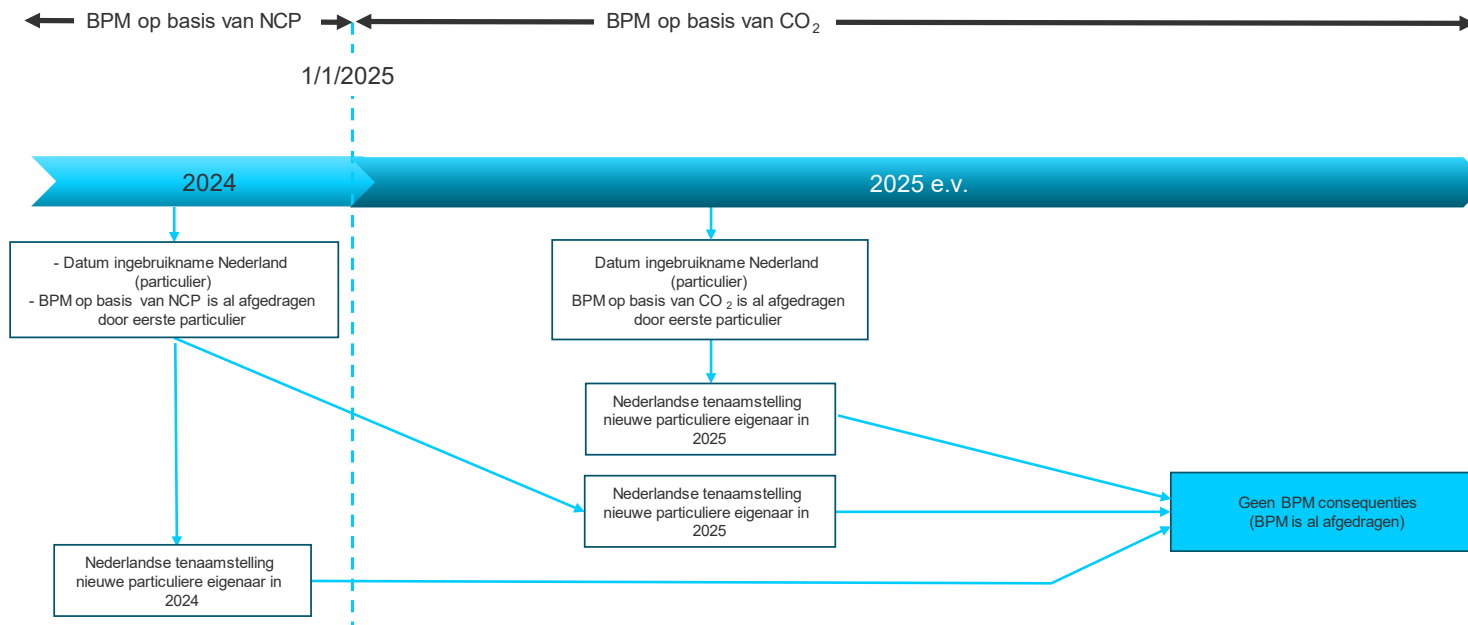 BPM op basis van NCP
BPM op basis van CO2
1/1/2025
2024
2025 e.v.
- Datum ingebruikname Nederland
(particulier)
- BPM op basis van NCP is al afgedragen
door eerste particulier
Datum ingebruikname Nederland
(particulier)
BPM op basis van CO2 is al afgedragen
door eerste particulier
Nederlandse tenaamstelling
nieuwe particuliere eigenaar in
2025
Nederlandse tenaamstelling
nieuwe particuliere eigenaar in
2025
Geen BPM consequenties
(BPM is al afgedragen)
Nederlandse tenaamstelling
nieuwe particuliere eigenaar in
2024